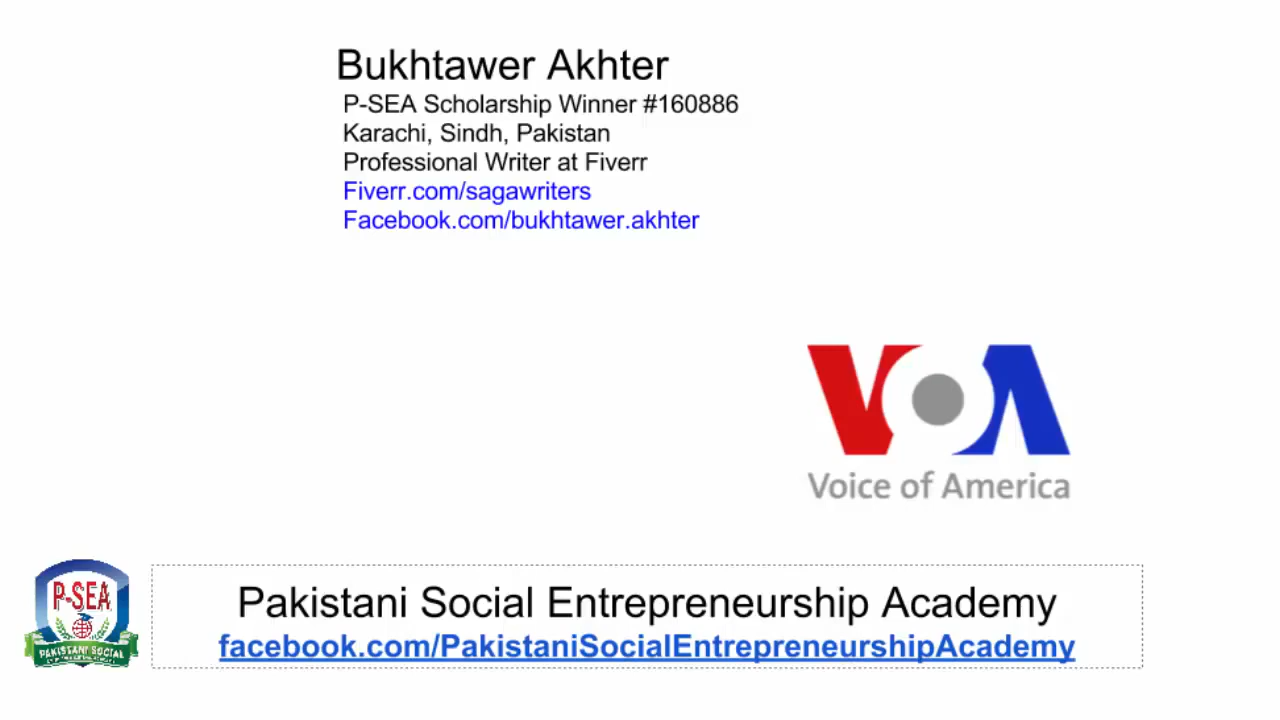 Bukhtawer Akhter
P-SEA Scholarship Winner #160886
Karachi, Sindh, Pakistan
Professional Writer at Fiverr
Fiverr.com/sagawriters
Facebook.com/bukhtawer.akhter
VOA
Voice of America
P-SEA
PAKISTANI SOCIAL
Pakistani Social Entrepreneurship Academy
facebook.com/PakistaniSocialEntrepreneurshipAcademy